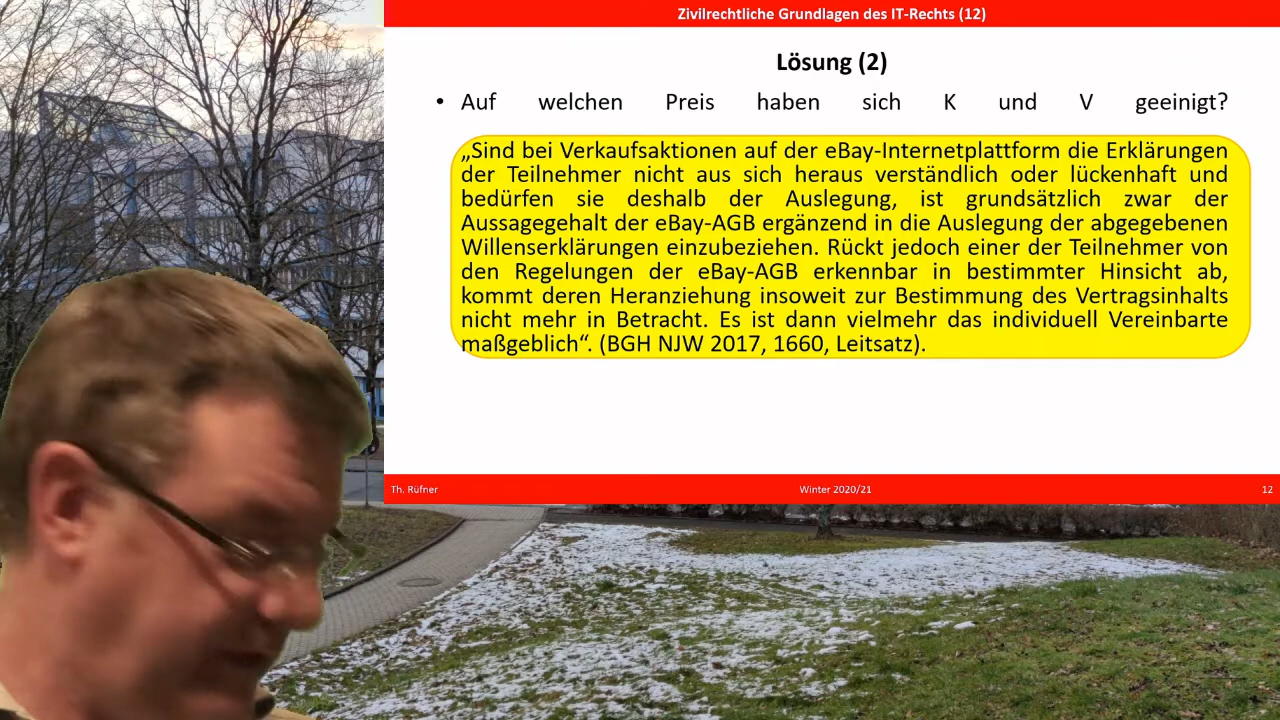 Zivilrechtliche Grundlagen des IT-Rechts (12)
Lösung (2)
• Auf welchen Preis haben sich K und V geeinigt?
„Sind bei Verkaufsaktionen auf der eBay-Internetplattform die Erklärungen
der Teilnehmer nicht aus sich heraus verständlich oder lückenhaft und
bedürfen sie deshalb der Auslegung, ist grundsätzlich zwar der
Aussagegehalt der eBay-AGB ergänzend in die Auslegung der abgegebenen
Willenserklärungen einzubeziehen. Rückt jedoch einer der Teilnehmer von
den Regelungen der eBay-AGB erkennbar in bestimmter Hinsicht ab,
kommt deren Heranziehung insoweit zur Bestimmung des Vertragsinhalts
nicht mehr in Betracht. Es ist dann vielmehr das individuell Vereinbarte
maßgeblich“. (BGH NJW 2017, 1660, Leitsatz).
Th. Rüfner Winter 2020/21 12